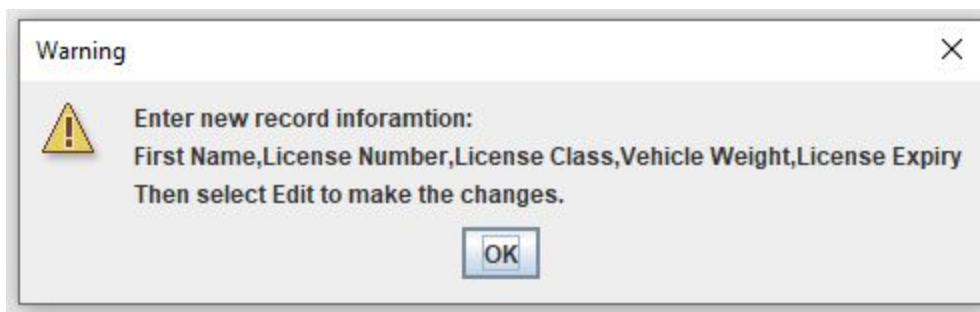 Warning
Enter new record inforamtion:
First Name,License Number,License Class,Vehicle Weight,License Expiry
Then select Edit to make the changes.
OK